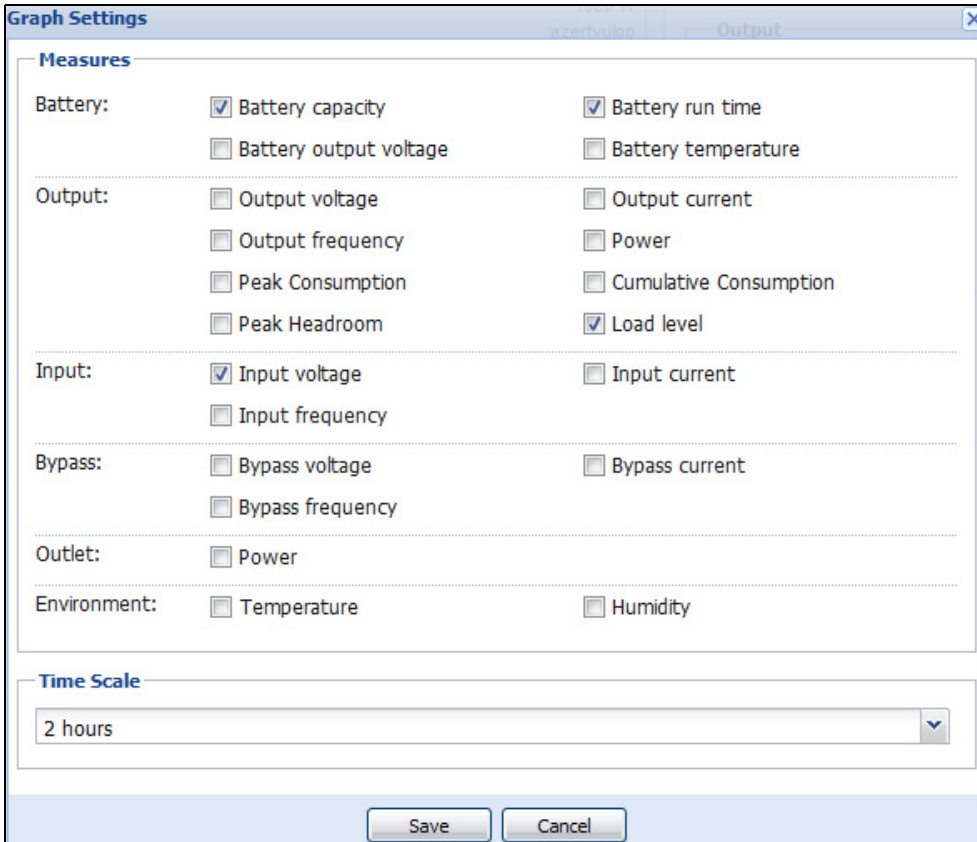 Graph Settings
azertyuiop Output
Measures
Battery: Battery capacity Battery run time
Battery output voltage Battery temperature
Output: Output voltage Output current
Output frequency Power
Peak Consumption Cumulative Consumption
Peak Headroom Load level
Input: Input voltage Input current
Input frequency
Bypass: Bypass voltage Bypass current
Bypass frequency
Outlet: Power
Environment: Temperature Humidity
Time Scale
2 hours
Save Cancel